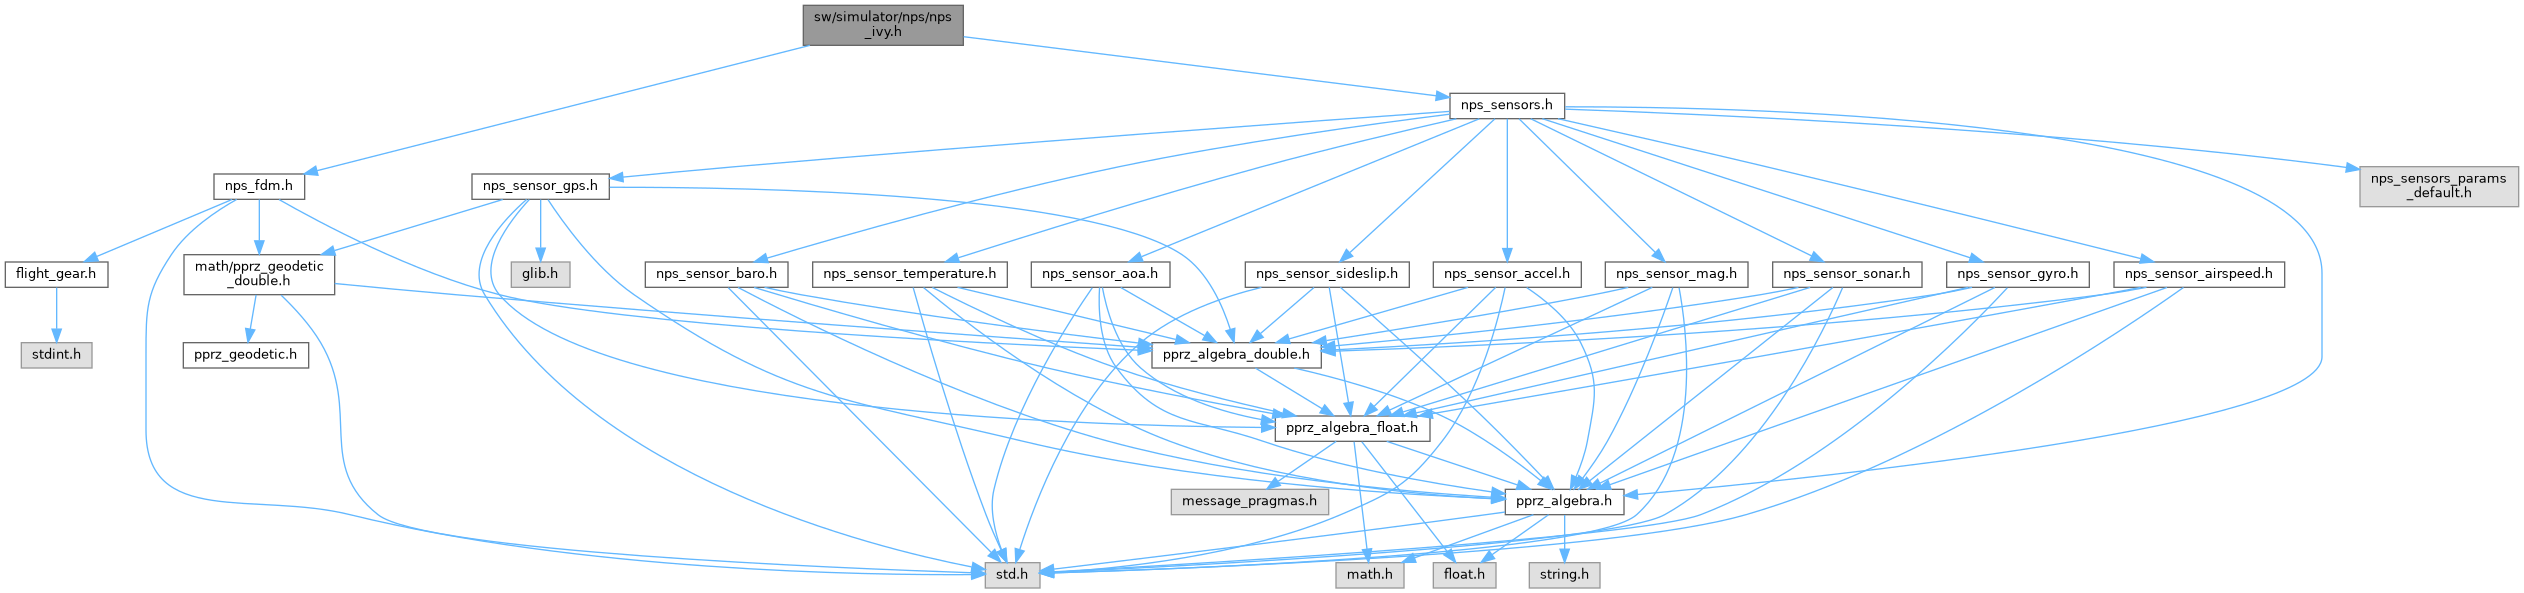 sw/simulator/nps/nps
_ivy.h
nps_sensors.h
nps_fdm.h
nps_sensor_gps.h
nps_sensors_params
_default.h
flight_gear.h
math/pprz_geodetic
_double.h
glib.h
nps_sensor_baro.h
nps_sensor_temperature.h
nps_sensor_aoa.h
nps_sensor_sideslip.h
nps_sensor_accel.h
nps_sensor_mag.h
nps_sensor_sonar.h
nps_sensor_gyro.h
nps_sensor_airspeed.h
stdint.h
pprz_geodetic.h
pprz_algebra_double.h
pprz_algebra_float.h
message_pragmas.h
pprz_algebra.h
std.h
math.h
float.h
string.h